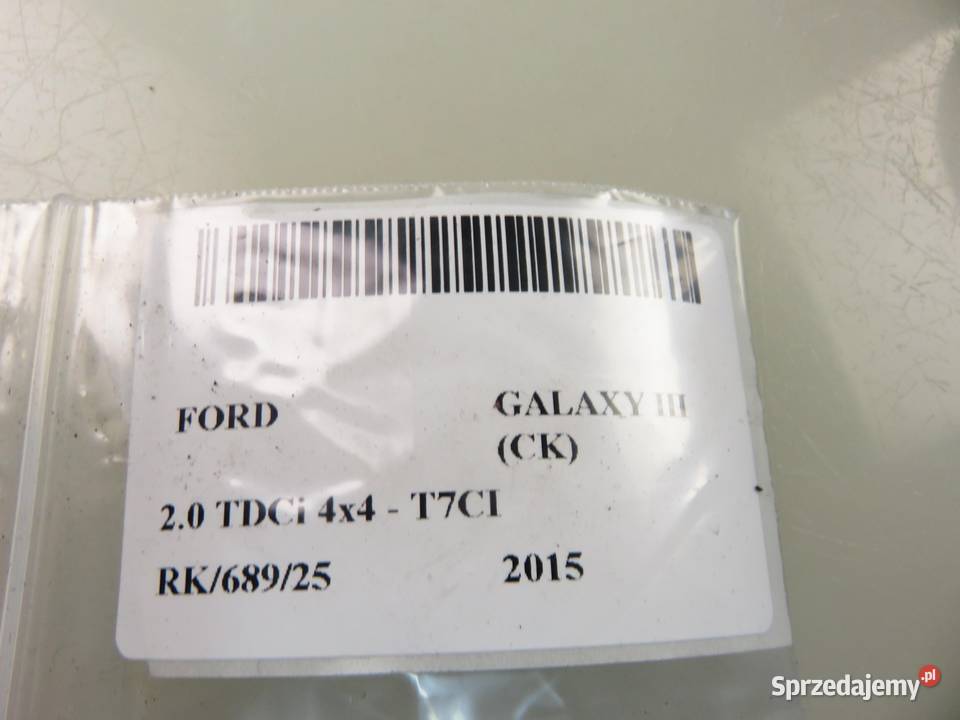 FORD GALAXY III
(CK)
2.0 TDCi 4x4 - T7CI
RK/689/25 2015
Sprzedajemy.pl